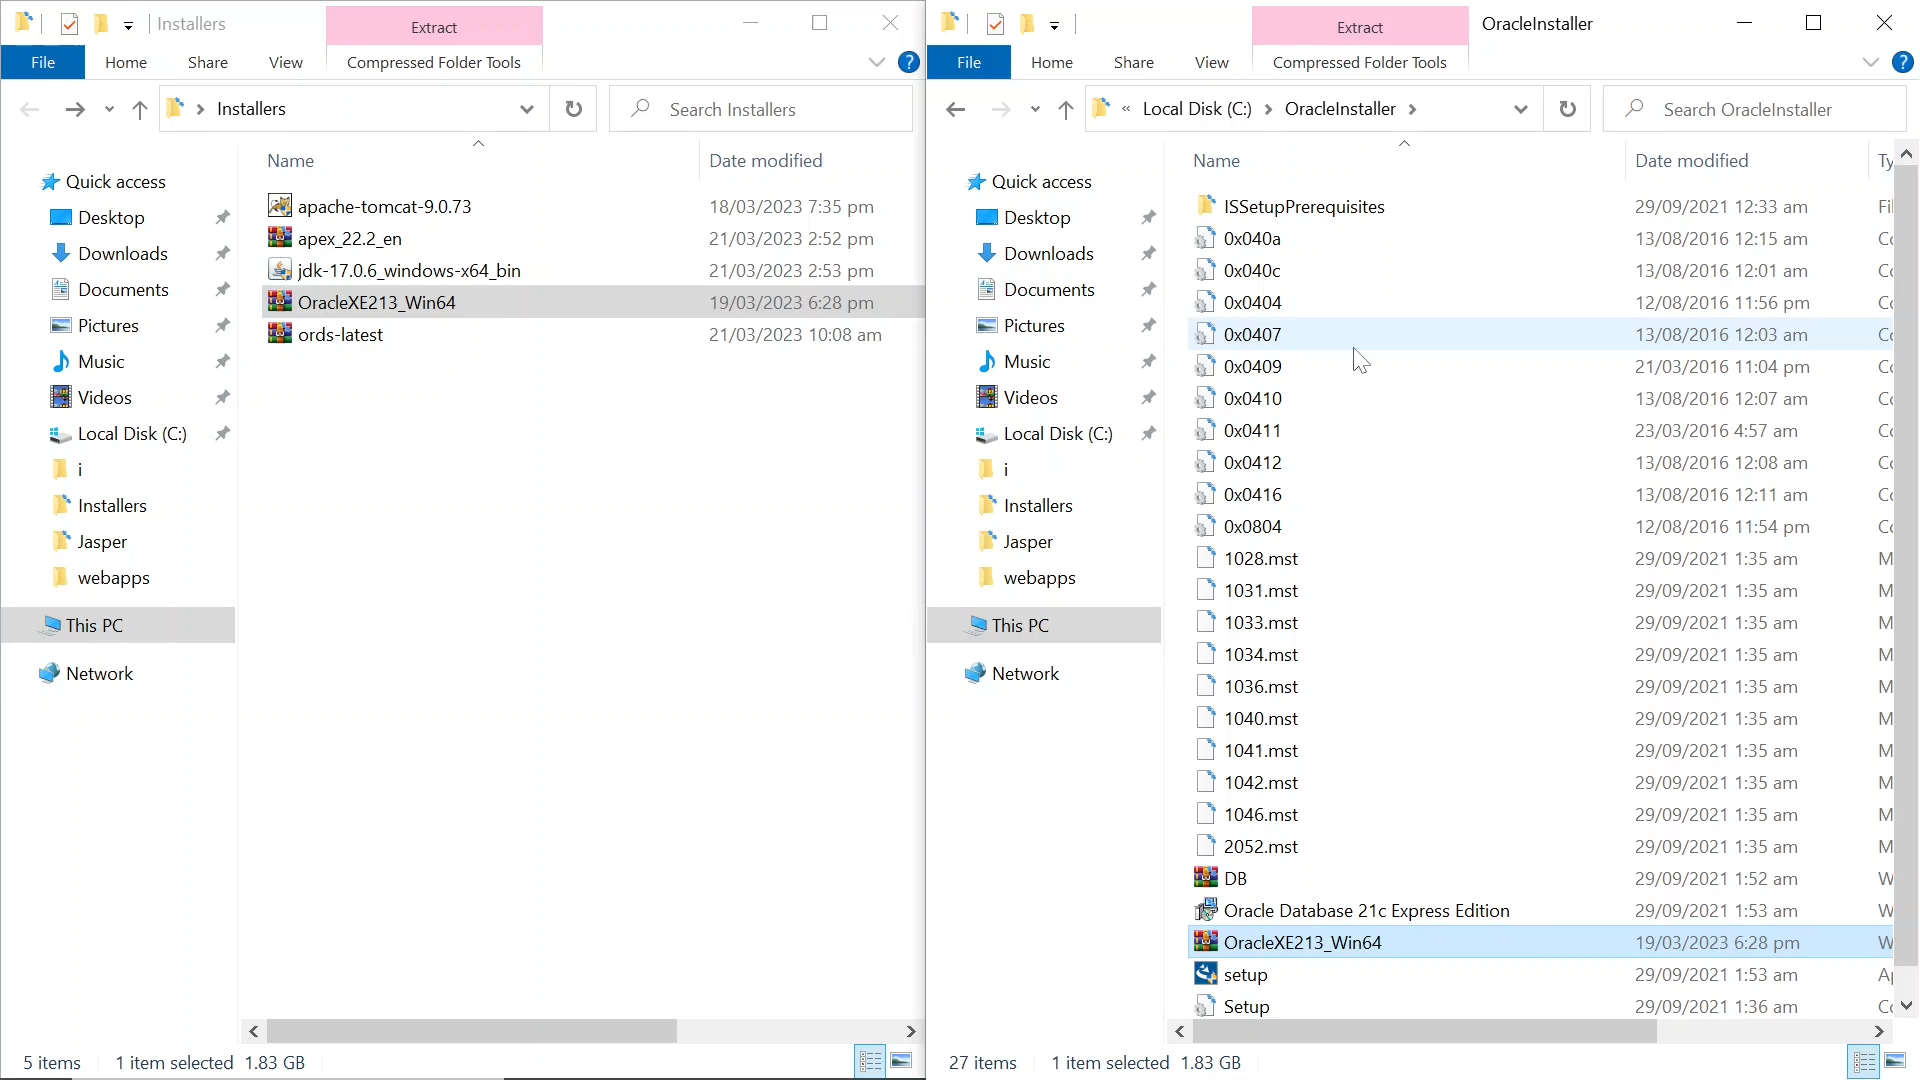 Installers
Extract
File
Home
Share
View
Compressed Folder Tools
?
Installers
Search Installers
Name
Date modified
Quick access
Desktop
Downloads
Documents
Pictures
Music
Videos
Local Disk (C:)
i
Installers
Jasper
webapps
This PC
Network
apache-tomcat-9.0.73 18/03/2023 7:35 pm
apex_22.2_en 21/03/2023 2:52 pm
jdk-17.0.6_windows-x64_bin 21/03/2023 2:53 pm
OracleXE213_Win64 19/03/2023 6:28 pm
ords-latest 21/03/2023 10:08 am
5 items 1 item selected 1.83 GB
Extract
OracleInstaller
File
Home
Share
View
Compressed Folder Tools
?
« Local Disk (C:) > OracleInstaller >
Search OracleInstaller
Name
Date modified
Ty
Quick access
Desktop
Downloads
Documents
Pictures
Music
Videos
Local Disk (C:)
i
Installers
Jasper
webapps
This PC
Network
ISSetupPrerequisites 29/09/2021 12:33 am Fil
0x040a 13/08/2016 12:15 am Co
0x040c 13/08/2016 12:01 am Co
0x0404 12/08/2016 11:56 pm Co
0x0407 13/08/2016 12:03 am Co
0x0409 21/03/2016 11:04 pm Co
0x0410 13/08/2016 12:07 am Co
0x0411 23/03/2016 4:57 am Co
0x0412 13/08/2016 12:08 am Co
0x0416 13/08/2016 12:11 am Co
0x0804 12/08/2016 11:54 pm Co
1028.mst 29/09/2021 1:35 am M
1031.mst 29/09/2021 1:35 am M
1033.mst 29/09/2021 1:35 am M
1034.mst 29/09/2021 1:35 am M
1036.mst 29/09/2021 1:35 am M
1040.mst 29/09/2021 1:35 am M
1041.mst 29/09/2021 1:35 am M
1042.mst 29/09/2021 1:35 am M
1046.mst 29/09/2021 1:35 am M
2052.mst 29/09/2021 1:35 am M
DB 29/09/2021 1:52 am W
Oracle Database 21c Express Edition 29/09/2021 1:53 am W
OracleXE213_Win64 19/03/2023 6:28 pm W
setup 29/09/2021 1:53 am Ap
Setup 29/09/2021 1:36 am Co
27 items 1 item selected 1.83 GB